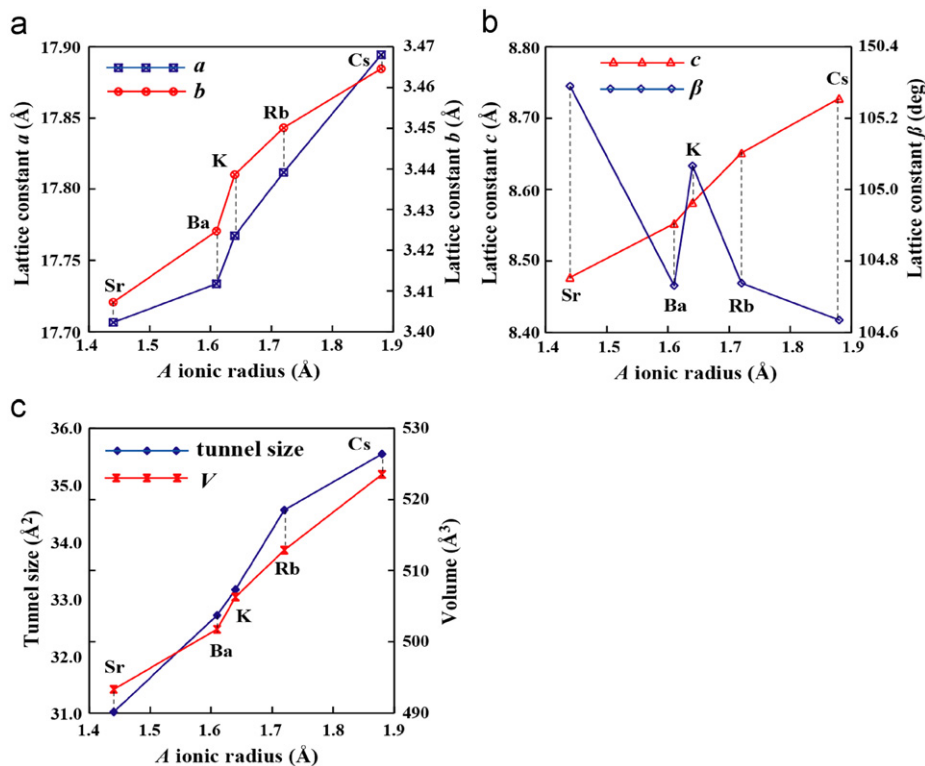 a
17.90
17.85
17.80
17.75
17.70
Lattice constant a (Å)
a
b
Sr
Ba
K
Rb
Cs
3.47
3.46
3.45
3.44
3.43
3.42
3.41
3.40
Lattice constant b (Å)
1.4 1.5 1.6 1.7 1.8 1.9
A ionic radius (Å)
b
8.80
8.70
8.60
8.50
8.40
Lattice constant c (Å)
c
β
Sr
Ba
K
Rb
Cs
150.4
105.2
105.0
104.8
104.6
Lattice constant β (deg)
1.4 1.5 1.6 1.7 1.8 1.9
A ionic radius (Å)
c
36.0
35.0
34.0
33.0
32.0
31.0
Tunnel size (Å²)
tunnel size
V
Sr
Ba
K
Rb
Cs
530
520
510
500
490
Volume (Å³)
1.4 1.5 1.6 1.7 1.8 1.9
A ionic radius (Å)